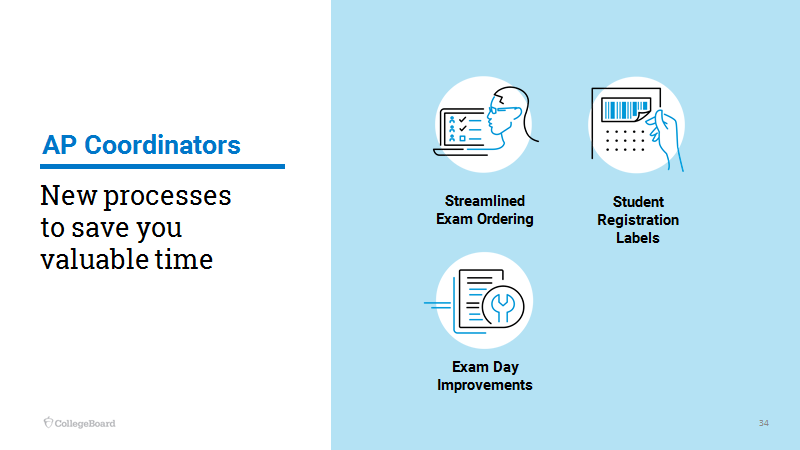 AP Coordinators
New processes
to save you
valuable time
Streamlined
Exam Ordering
Student
Registration
Labels
Exam Day
Improvements
CollegeBoard
34